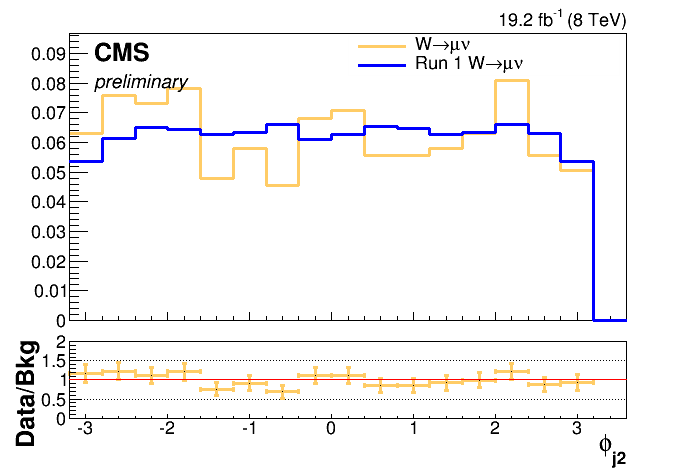 19.2 fb⁻¹ (8 TeV)
CMS
preliminary
W→μν
Run 1 W→μν
0.09
0.08
0.07
0.06
0.05
0.04
0.03
0.02
0.01
0
Data/Bkg
2
1.5
1
0.5
0
-3 -2 -1 0 1 2 3
ϕj2